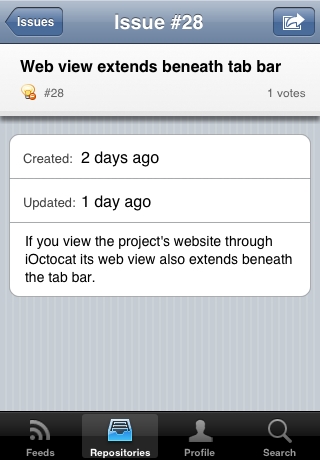 Issues
Issue #28
Web view extends beneath tab bar
#28
1 votes
Created: 2 days ago
Updated: 1 day ago
If you view the project's website through
iOctocat its web view also extends beneath
the tab bar.
Feeds
Repositories
Profile
Search